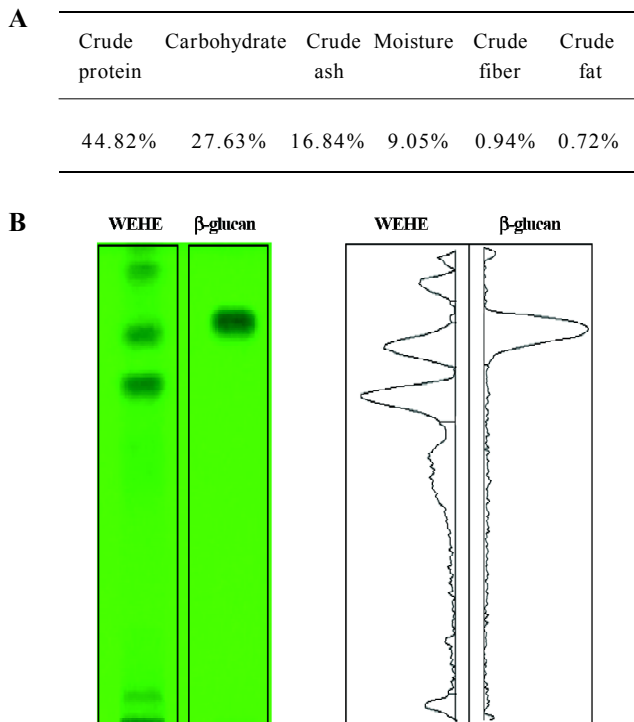 A
Crude Carbohydrate Crude Moisture Crude Crude
protein ash fiber fat
44.82% 27.63% 16.84% 9.05% 0.94% 0.72%
B
WEHE β-glucan WEHE β-glucan